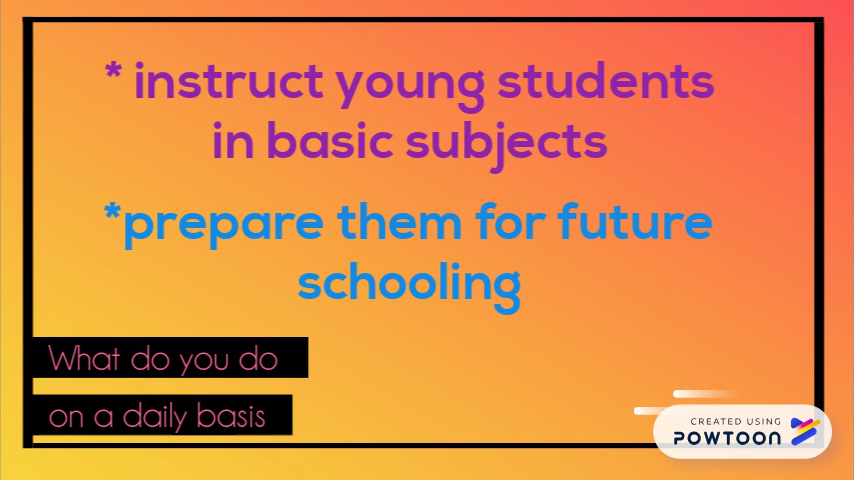 * instruct young students
in basic subjects
*prepare them for future
schooling
What do you do
on a daily basis
CREATED USING
POWTOON